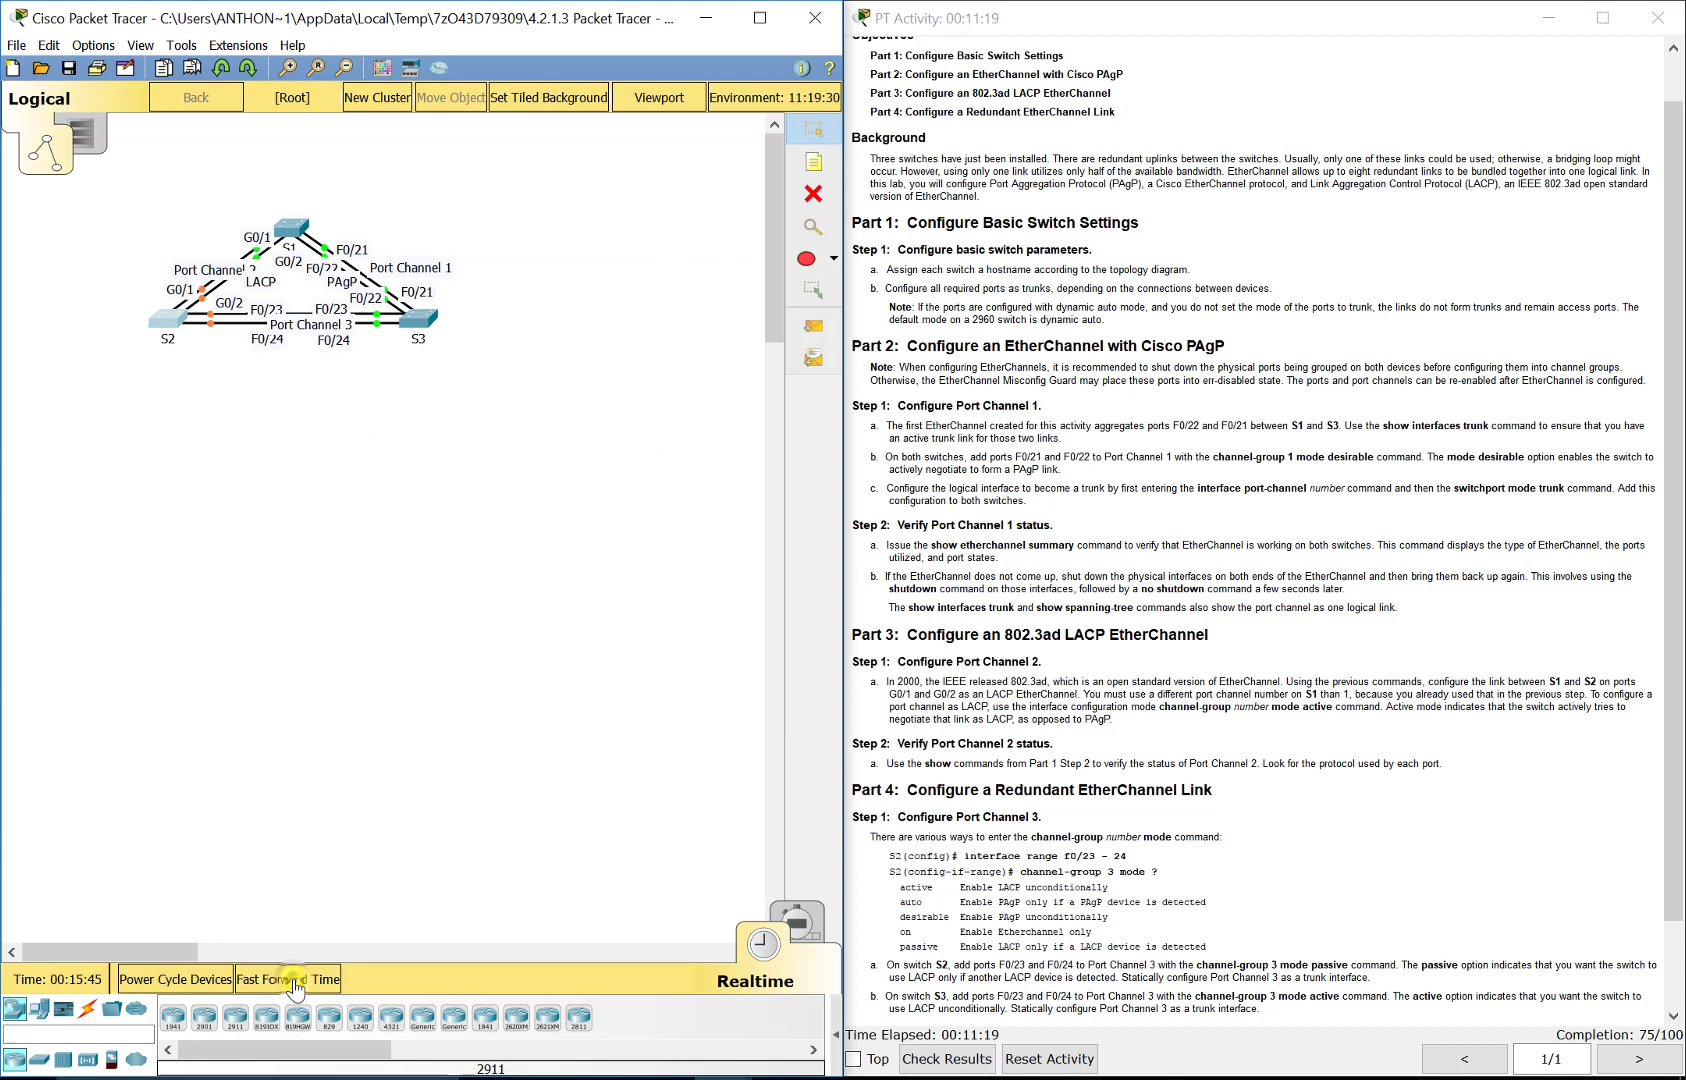 Cisco Packet Tracer - C:\Users\ANTHON~1\AppData\Local\Temp\7zO43D79309\4.2.1.3 Packet Tracer - ...
File Edit Options View Tools Extensions Help
Logical
Back
[Root]
New Cluster
Move Object
Set Tiled Background
Viewport
Environment: 11:19:30
G0/1
S1
F0/21
G0/2
F0/22
Port Channel 2
Port Channel 1
LACP
PAgP
G0/1
F0/21
F0/22
G0/2
F0/23
F0/23
Port Channel 3
S2
F0/24
F0/24
S3
Time: 00:15:45
Power Cycle Devices
Fast Forward Time
Realtime
1941
2901
2911
819IOX
819HGW
829
1240
4321
Generic
Generic
1841
2620XM
2621XM
2811
2911
PT Activity: 00:11:19
Objectives
Part 1: Configure Basic Switch Settings
Part 2: Configure an EtherChannel with Cisco PAgP
Part 3: Configure an 802.3ad LACP EtherChannel
Part 4: Configure a Redundant EtherChannel Link
Background
Three switches have just been installed. There are redundant uplinks between the switches. Usually, only one of these links could be used; otherwise, a bridging loop might
occur. However, using only one link utilizes only half of the available bandwidth. EtherChannel allows up to eight redundant links to be bundled together into one logical link. In
this lab, you will configure Port Aggregation Protocol (PAgP), a Cisco EtherChannel protocol, and Link Aggregation Control Protocol (LACP), an IEEE 802.3ad open standard
version of EtherChannel.
Part 1: Configure Basic Switch Settings
Step 1: Configure basic switch parameters.
a. Assign each switch a hostname according to the topology diagram.
b. Configure all required ports as trunks, depending on the connections between devices.
Note: If the ports are configured with dynamic auto mode, and you do not set the mode of the ports to trunk, the links do not form trunks and remain access ports. The
default mode on a 2960 switch is dynamic auto.
Part 2: Configure an EtherChannel with Cisco PAgP
Note: When configuring EtherChannels, it is recommended to shut down the physical ports being grouped on both devices before configuring them into channel groups.
Otherwise, the EtherChannel Misconfig Guard may place these ports into err-disabled state. The ports and port channels can be re-enabled after EtherChannel is configured.
Step 1: Configure Port Channel 1.
a. The first EtherChannel created for this activity aggregates ports F0/22 and F0/21 between S1 and S3. Use the show interfaces trunk command to ensure that you have
an active trunk link for those two links.
b. On both switches, add ports F0/21 and F0/22 to Port Channel 1 with the channel-group 1 mode desirable command. The mode desirable option enables the switch to
actively negotiate to form a PAgP link.
c. Configure the logical interface to become a trunk by first entering the interface port-channel number command and then the switchport mode trunk command. Add this
configuration to both switches.
Step 2: Verify Port Channel 1 status.
a. Issue the show etherchannel summary command to verify that EtherChannel is working on both switches. This command displays the type of EtherChannel, the ports
utilized, and port states.
b. If the EtherChannel does not come up, shut down the physical interfaces on both ends of the EtherChannel and then bring them back up again. This involves using the
shutdown command on those interfaces, followed by a no shutdown command a few seconds later.
The show interfaces trunk and show spanning-tree commands also show the port channel as one logical link.
Part 3: Configure an 802.3ad LACP EtherChannel
Step 1: Configure Port Channel 2.
a. In 2000, the IEEE released 802.3ad, which is an open standard version of EtherChannel. Using the previous commands, configure the link between S1 and S2 on ports
G0/1 and G0/2 as an LACP EtherChannel. You must use a different port channel number on S1 than 1, because you already used that in the previous step. To configure a
port channel as LACP, use the interface configuration mode channel-group number mode active command. Active mode indicates that the switch actively tries to
negotiate that link as LACP, as opposed to PAgP.
Step 2: Verify Port Channel 2 status.
a. Use the show commands from Part 1 Step 2 to verify the status of Port Channel 2. Look for the protocol used by each port.
Part 4: Configure a Redundant EtherChannel Link
Step 1: Configure Port Channel 3.
There are various ways to enter the channel-group number mode command:
S2(config)# interface range f0/23 - 24
S2(config-if-range)# channel-group 3 mode ?
active Enable LACP unconditionally
auto Enable PAgP only if a PAgP device is detected
desirable Enable PAgP unconditionally
on Enable Etherchannel only
passive Enable LACP only if a LACP device is detected
a. On switch S2, add ports F0/23 and F0/24 to Port Channel 3 with the channel-group 3 mode passive command. The passive option indicates that you want the switch to
use LACP only if another LACP device is detected. Statically configure Port Channel 3 as a trunk interface.
b. On switch S3, add ports F0/23 and F0/24 to Port Channel 3 with the channel-group 3 mode active command. The active option indicates that you want the switch to
use LACP unconditionally. Statically configure Port Channel 3 as a trunk interface.
Time Elapsed: 00:11:19
Completion: 75/100
Top
Check Results
Reset Activity
<
1/1
>